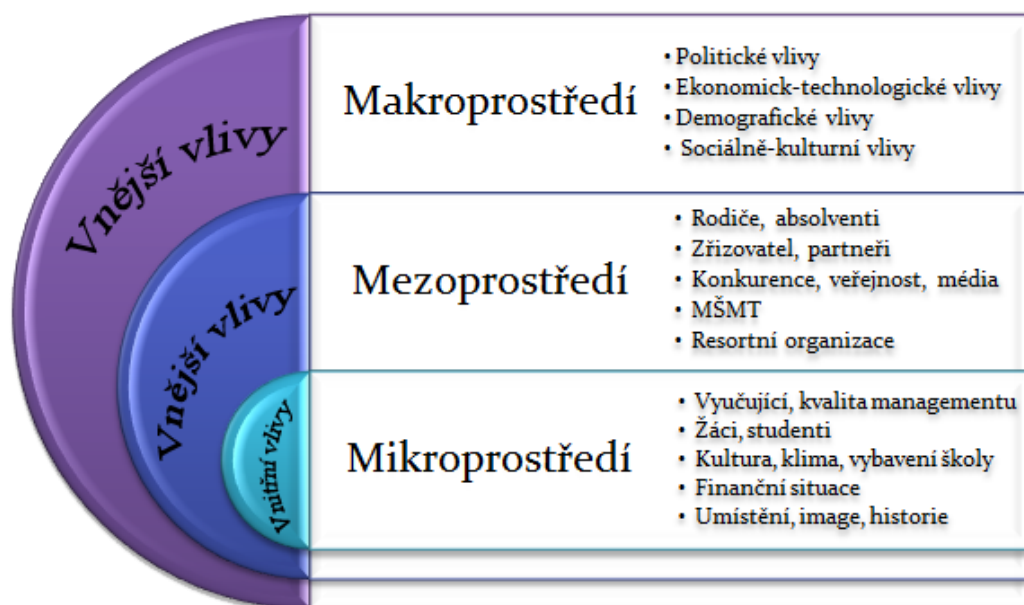 Vnější vlivy
Makroprostředí
• Politické vlivy
• Ekonomick-technologické vlivy
• Demografické vlivy
• Sociálně-kulturní vlivy
Vnější vlivy
Mezoprostředí
• Rodiče, absolventi
• Zřizovatel, partneři
• Konkurence, veřejnost, média
• MŠMT
• Resortní organizace
Vnitřní vlivy
Mikroprostředí
• Vyučující, kvalita managementu
• Žáci, studenti
• Kultura, klima, vybavení školy
• Finanční situace
• Umístění, image, historie